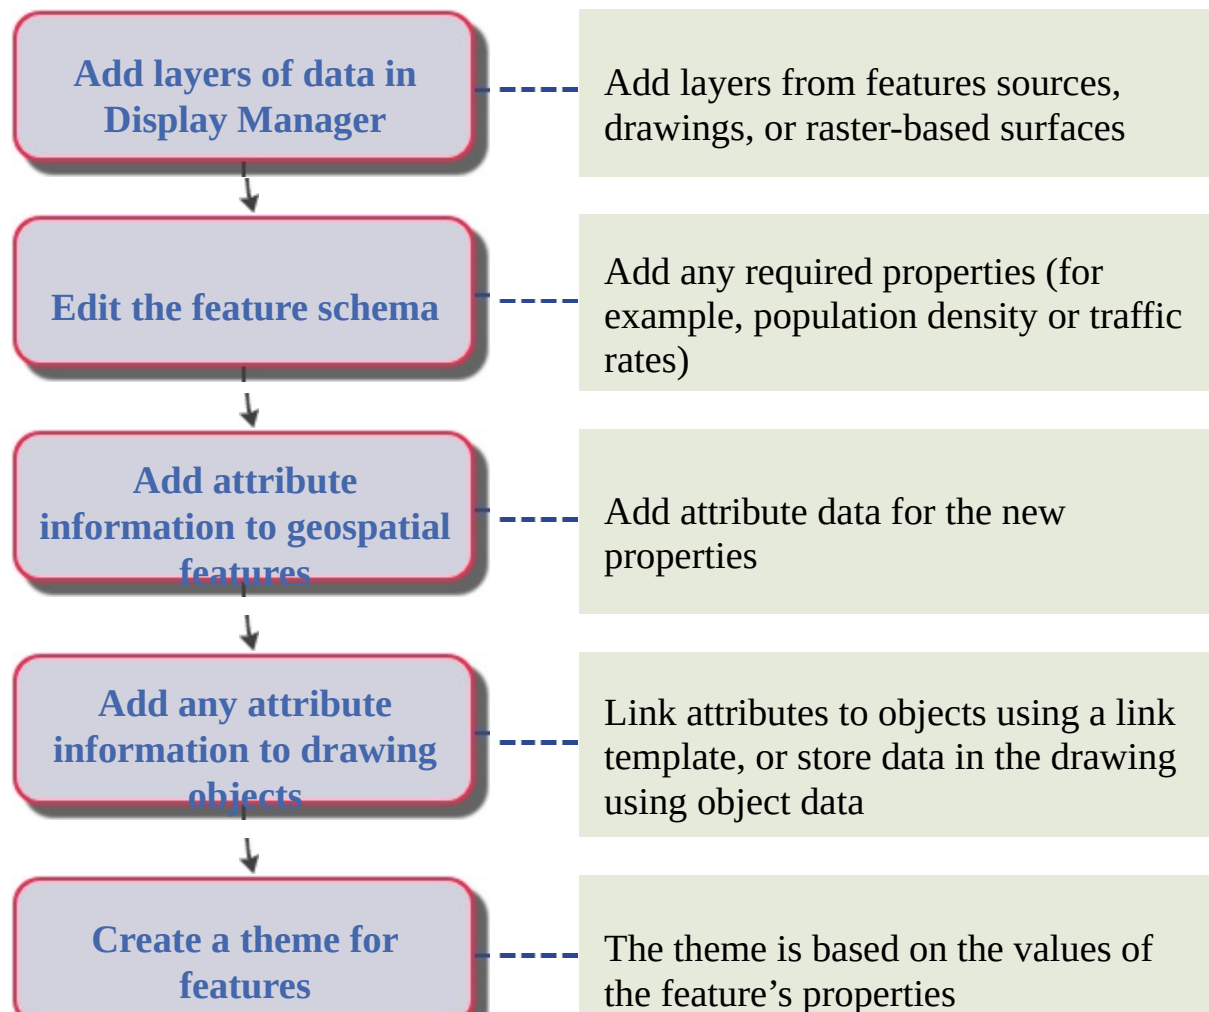 Add layers of data in
Display Manager
Add layers from features sources,
drawings, or raster-based surfaces
Edit the feature schema
Add any required properties (for
example, population density or traffic
rates)
Add attribute
information to geospatial
features
Add attribute data for the new
properties
Add any attribute
information to drawing
objects
Link attributes to objects using a link
template, or store data in the drawing
using object data
Create a theme for
features
The theme is based on the values of
the feature’s properties